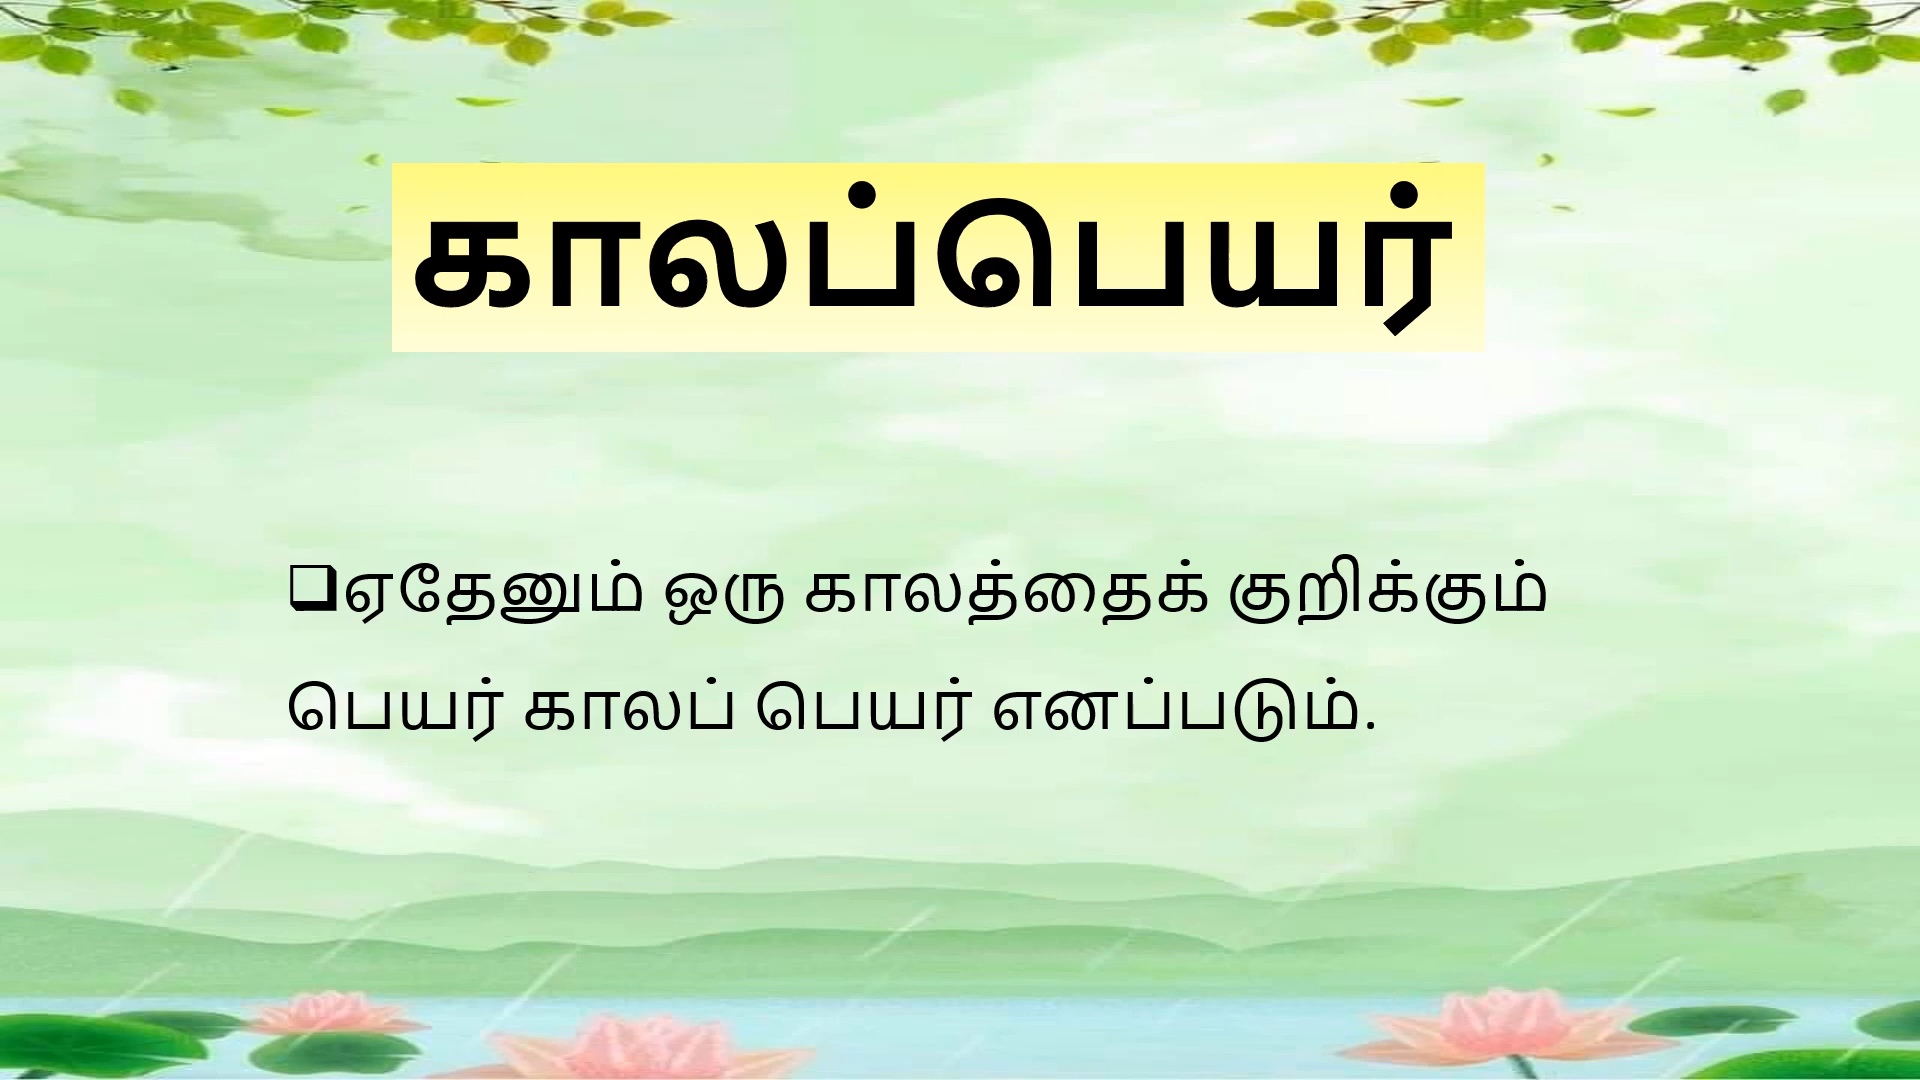 காலப்பெயர்
❑ஏதேனும் ஒரு காலத்தைக் குறிக்கும்
பெயர் காலப் பெயர் எனப்படும்.